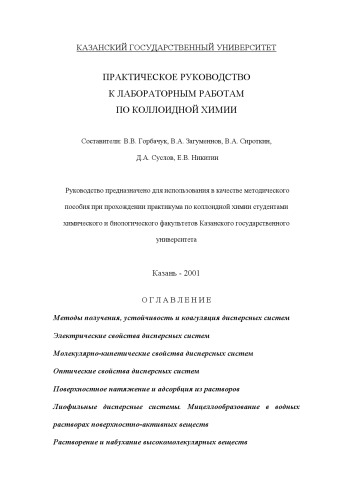 КАЗАНСКИЙ ГОСУДАРСТВЕННЫЙ УНИВЕРСИТЕТ
ПРАКТИЧЕСКОЕ РУКОВОДСТВО
К ЛАБОРАТОРНЫМ РАБОТАМ
ПО КОЛЛОИДНОЙ ХИМИИ
Составители: В.В. Горбачук, В.А. Загуменнов, В.А. Сироткин,
Д.А. Суслов, Е.В. Никитин
Руководство предназначено для использования в качестве методического
пособия при прохождении практикума по коллоидной химии студентами
химического и биологического факультетов Казанского государственного
университета
Казань - 2001
О Г Л А В Л Е Н И Е
Методы получения, устойчивость и коагуляция дисперсных систем
Электрические свойства дисперсных систем
Молекулярно-кинетические свойства дисперсных систем
Оптические свойства дисперсных систем
Поверхностное натяжение и адсорбция из растворов
Лиофильные дисперсные системы. Мицеллообразование в водных
растворах поверхностно-активных веществ
Растворение и набухание высокомолекулярных веществ